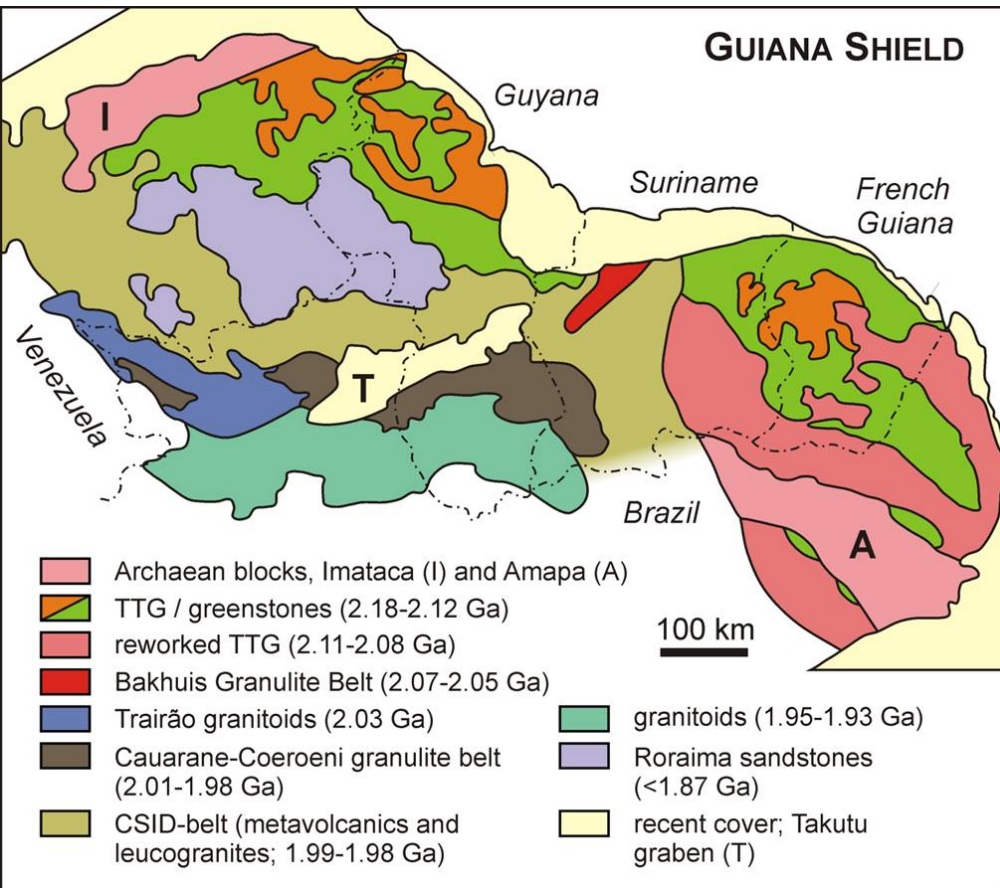 GUIANA SHIELD
I
Guyana
Suriname
French
Guiana
Venezuela
T
Brazil
A
100 km
Archaean blocks, Imataca (I) and Amapa (A)
TTG / greenstones (2.18-2.12 Ga)
reworked TTG (2.11-2.08 Ga)
Bakhuis Granulite Belt (2.07-2.05 Ga)
Trairão granitoids (2.03 Ga)
Cauarane-Coeroeni granulite belt
(2.01-1.98 Ga)
CSID-belt (metavolcanics and
leucogranites; 1.99-1.98 Ga)
granitoids (1.95-1.93 Ga)
Roraima sandstones
(<1.87 Ga)
recent cover; Takutu
graben (T)